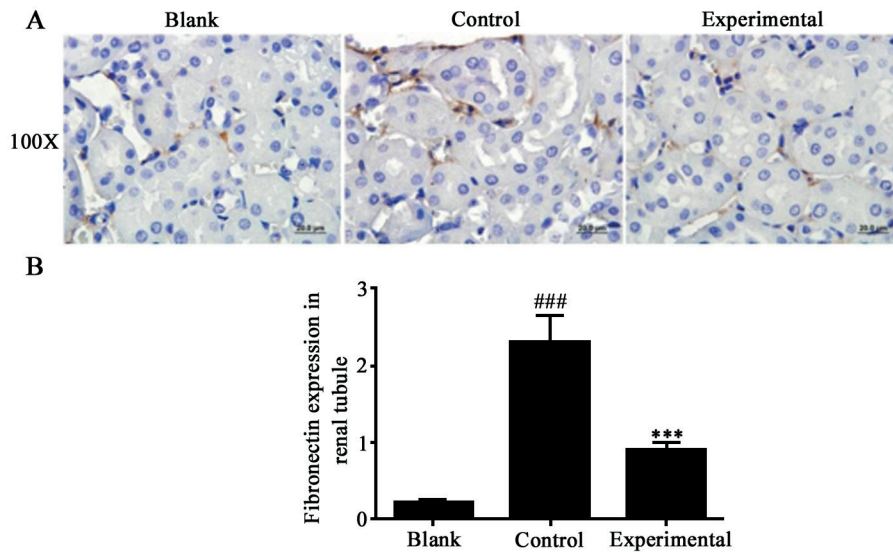 A
Blank
Control
Experimental
100X
20.0 µm
20.0 µm
20.0 µm
B
Fibronectin expression in
renal tubule
3
2
1
0
###
***
Blank
Control
Experimental